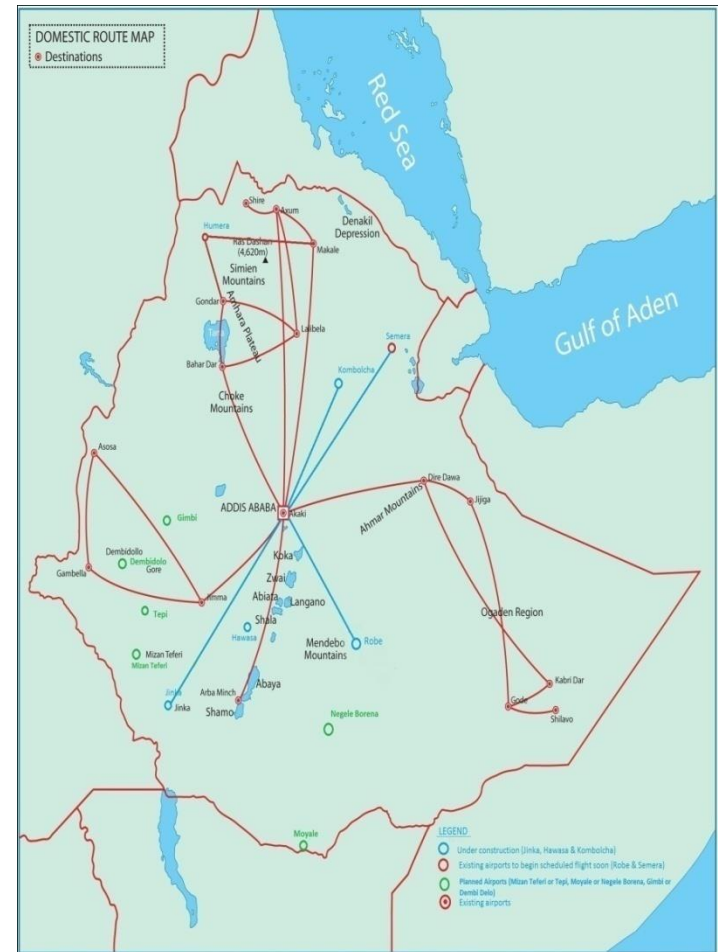 DOMESTIC ROUTE MAP
Destinations
Red Sea
Gulf of Aden
Shire
Axum
Denakil
Depression
Humera
Ras Dashan
(4,620m)
Makale
Simien
Mountains
Gondar
Amhara Plateau
Lalibela
Semera
Bahar Dar
Kombolcha
Choke
Mountains
Asosa
Dire Dawa
ADDIS ABABA
Akaki
Jijiga
Ahmar Mountains
Gimbi
Koka
Dembidollo
Dembidolo
Gore
Gambella
Zwai
Jimma
Abiata
Langano
Tepi
Shala
Ogaden Region
Hawasa
Mendebo
Mountains
Robe
Mizan Teferi
Mizan Teferi
Abaya
Kabri Dar
Jinka
Arba Minch
Jinka
Shamo
Gode
Shilavo
Negele Borena
Moyale
LEGEND
Under construction (Jinka, Hawasa & Kombolcha)
Existing airports to begin scheduled flight soon (Robe & Semera)
Planned Airports (Mizan Teferi or Tepi, Moyale or Negele Borena, Gimbi or
Dembi Delo)
Existing airports